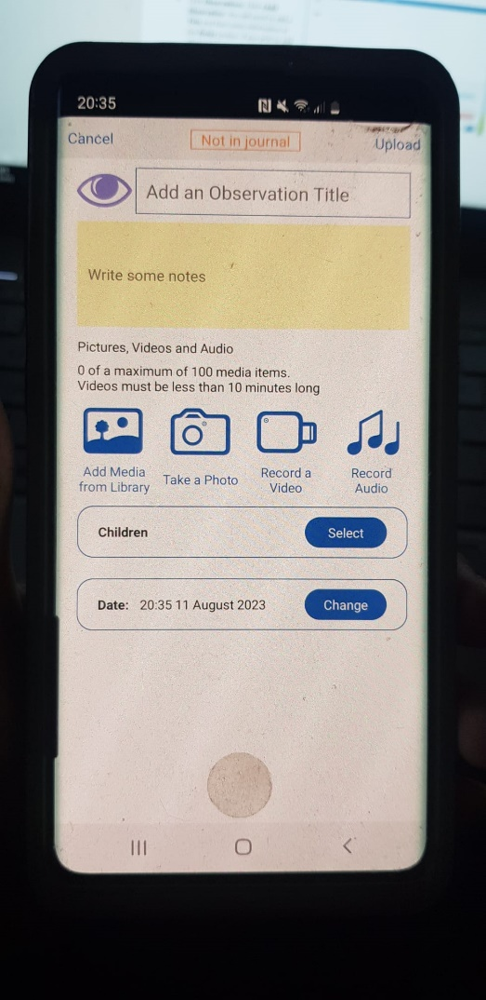 20:35
Cancel
Not in journal
Upload
Add an Observation Title
Write some notes
Pictures, Videos and Audio
0 of a maximum of 100 media items.
Videos must be less than 10 minutes long
Add Media
from Library
Take a Photo
Record a
Video
Record
Audio
Children
Select
Date: 20:35 11 August 2023
Change